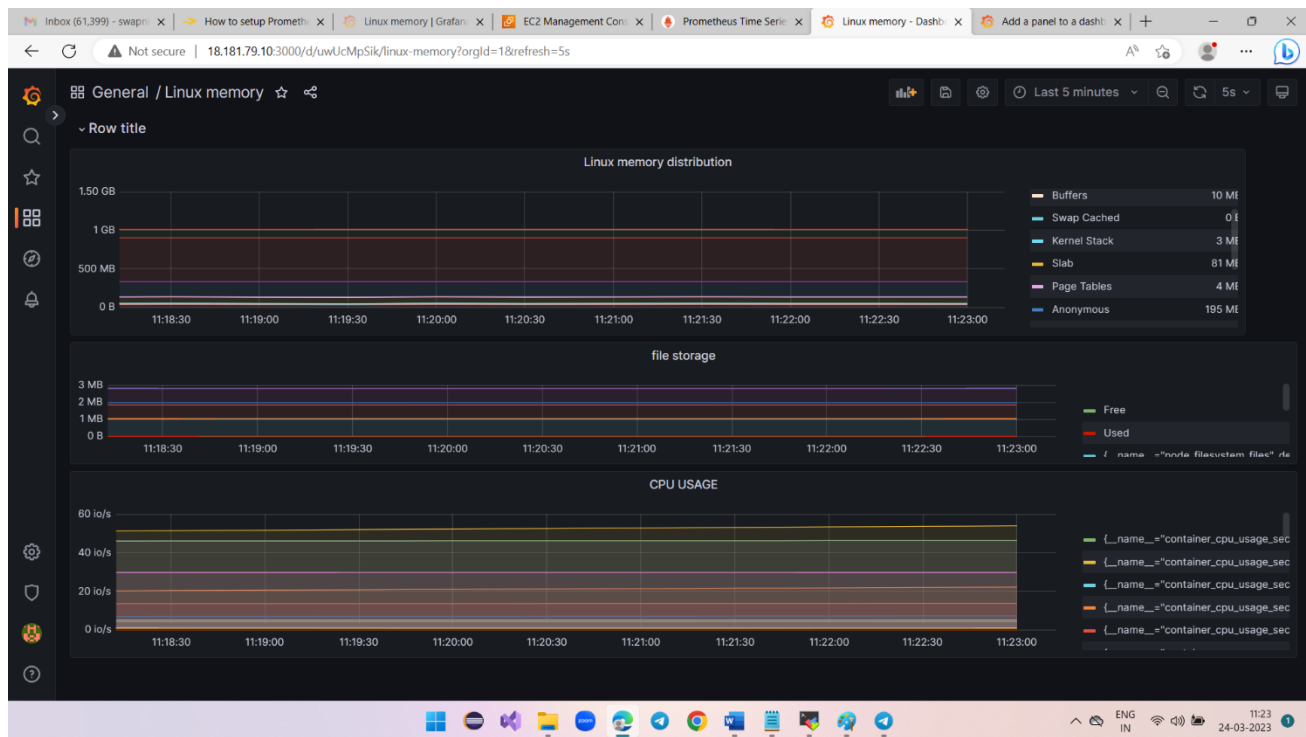 Inbox (61,399) - swapn
How to setup Prometh
Linux memory | Grafan
EC2 Management Con
Prometheus Time Serie
Linux memory - Dashb
Add a panel to a dashb
Not secure | 18.181.79.10:3000/d/uwUcMpSik/linux-memory?orgId=1&refresh=5s
General / Linux memory
Last 5 minutes
5s
Row title
Linux memory distribution
1.50 GB
1 GB
500 MB
0 B
11:18:30 11:19:00 11:19:30 11:20:00 11:20:30 11:21:00 11:21:30 11:22:00 11:22:30 11:23:00
Buffers 10 MB
Swap Cached 0 B
Kernel Stack 3 MB
Slab 81 MB
Page Tables 4 MB
Anonymous 195 MB
file storage
3 MB
2 MB
1 MB
0 B
11:18:30 11:19:00 11:19:30 11:20:00 11:20:30 11:21:00 11:21:30 11:22:00 11:22:30 11:23:00
Free
Used
{__name__="node_filesystem_files" de
CPU USAGE
60 io/s
40 io/s
20 io/s
0 io/s
11:18:30 11:19:00 11:19:30 11:20:00 11:20:30 11:21:00 11:21:30 11:22:00 11:22:30 11:23:00
{__name__="container_cpu_usage_sec
{__name__="container_cpu_usage_sec
{__name__="container_cpu_usage_sec
{__name__="container_cpu_usage_sec
{__name__="container_cpu_usage_sec
zoom
ENG
IN
11:23
24-03-2023
1